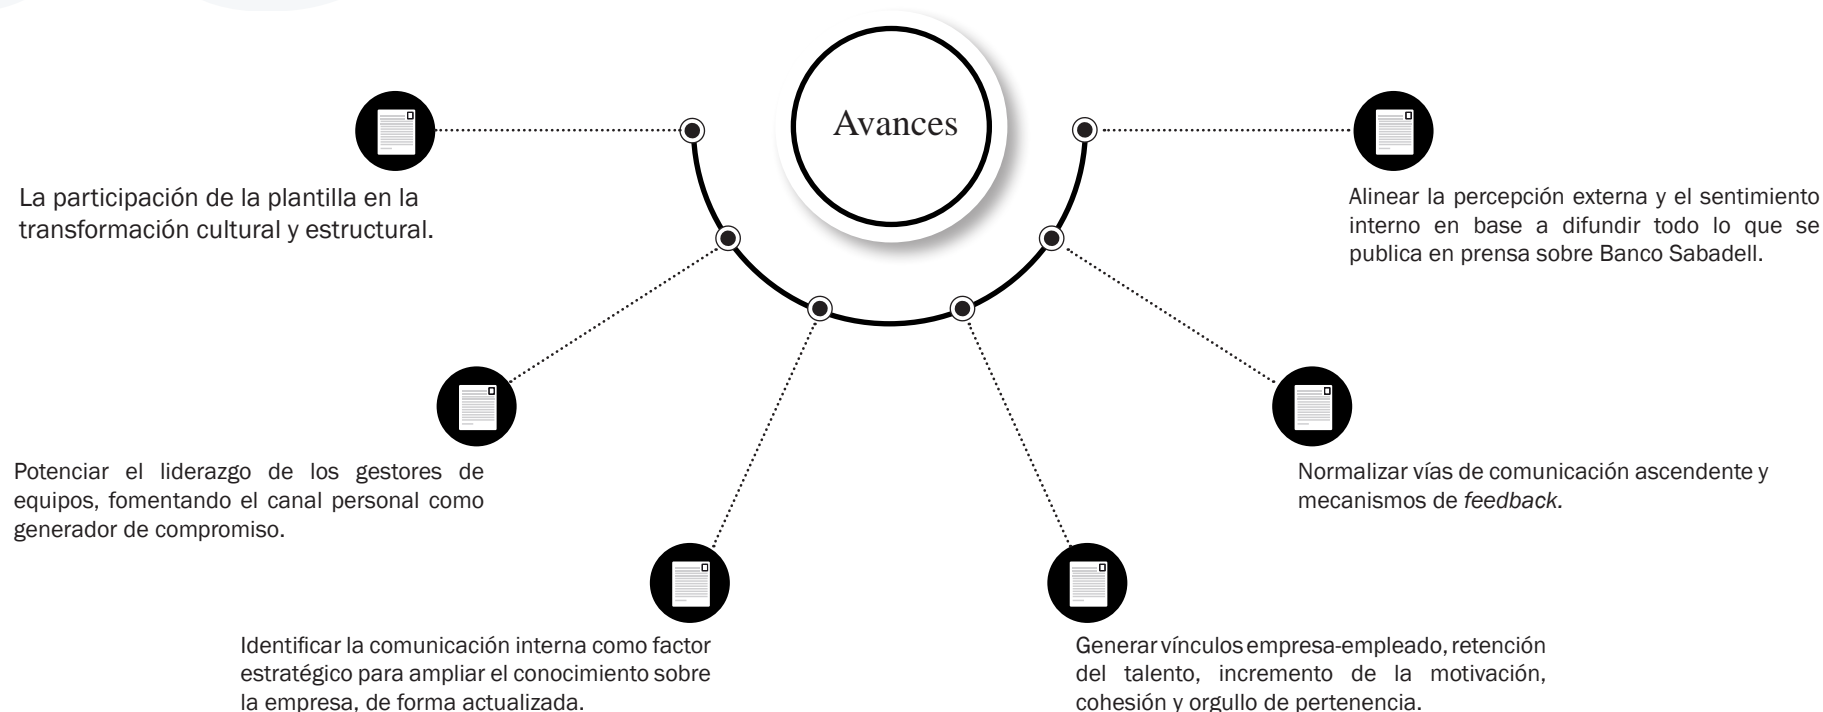 Avances
La participación de la plantilla en la
transformación cultural y estructural.
Potenciar el liderazgo de los gestores de
equipos, fomentando el canal personal como
generador de compromiso.
Identificar la comunicación interna como factor
estratégico para ampliar el conocimiento sobre
la empresa, de forma actualizada.
Generar vínculos empresa-empleado, retención
del talento, incremento de la motivación,
cohesión y orgullo de pertenencia.
Normalizar vías de comunicación ascendente y
mecanismos de feedback.
Alinear la percepción externa y el sentimiento
interno en base a difundir todo lo que se
publica en prensa sobre Banco Sabadell.